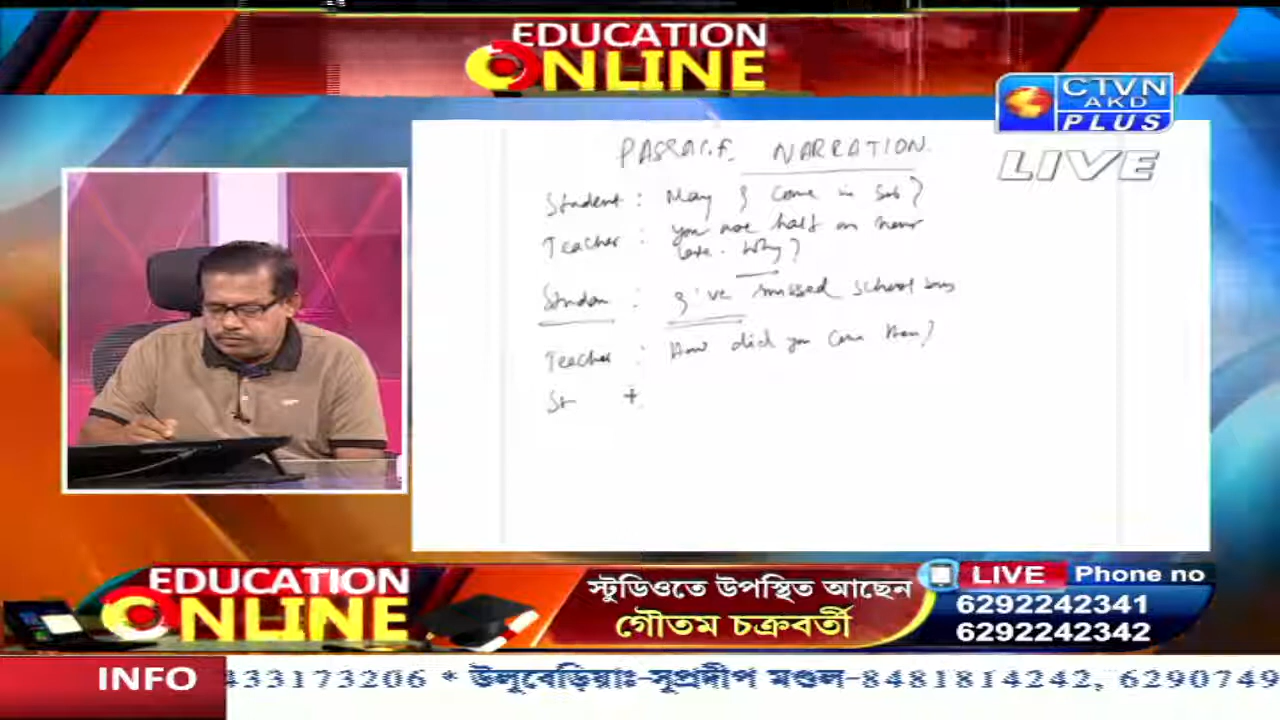 EDUCATION
ONLINE
CTVN
AKD
PLUS
LIVE
PASSAGE NARRATION.
Student : May I come in Sir?
Teacher : You are half an hour
late. Why?
Student : I've missed school bus
Teacher : How did you come then?
St :
EDUCATION
ONLINE
স্টুডিওতে উপস্থিত আছেন
গৌতম চক্রবর্তী
LIVE Phone no
6292242341
6292242342
INFO 433173206 * উলুবেড়িয়াঃ-সুপ্রদীপ মণ্ডল-8481814242, 6290749